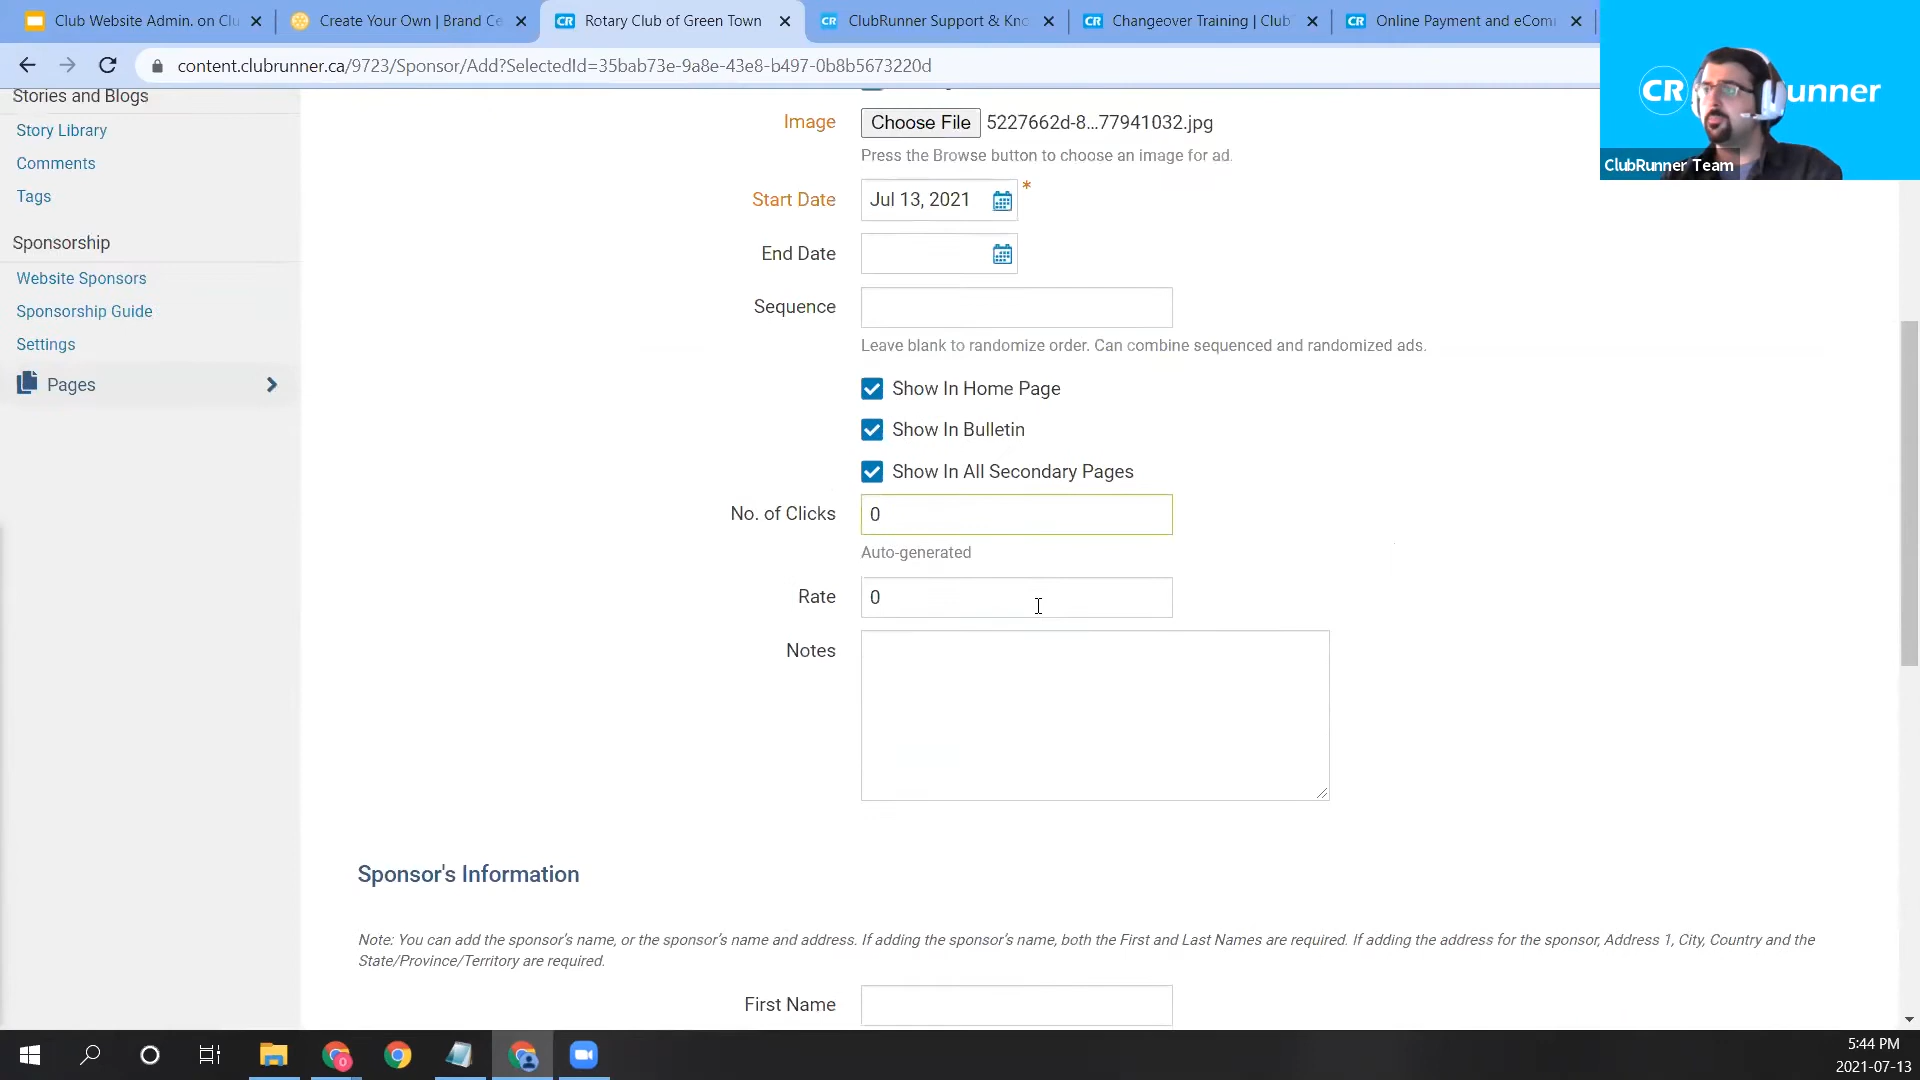 Club Website Admin. on Clu
Create Your Own | Brand Ce
CR Rotary Club of Green Town
CR ClubRunner Support & Kno
CR Changeover Training | Club
CR Online Payment and eCom
content.clubrunner.ca/9723/Sponsor/Add?SelectedId=35bab73e-9a8e-43e8-b497-0b8b5673220d
CR unner
ClubRunner Team
Stories and Blogs
Story Library
Comments
Tags
Sponsorship
Website Sponsors
Sponsorship Guide
Settings
Pages
Image Choose File 5227662d-8...77941032.jpg
Press the Browse button to choose an image for ad.
Start Date Jul 13, 2021 *
End Date
Sequence
Leave blank to randomize order. Can combine sequenced and randomized ads.
Show In Home Page
Show In Bulletin
Show In All Secondary Pages
No. of Clicks 0
Auto-generated
Rate 0
Notes
Sponsor's Information
Note: You can add the sponsor's name, or the sponsor's name and address. If adding the sponsor's name, both the First and Last Names are required. If adding the address for the sponsor, Address 1, City, Country and the
State/Province/Territory are required.
First Name
5:44 PM
2021-07-13